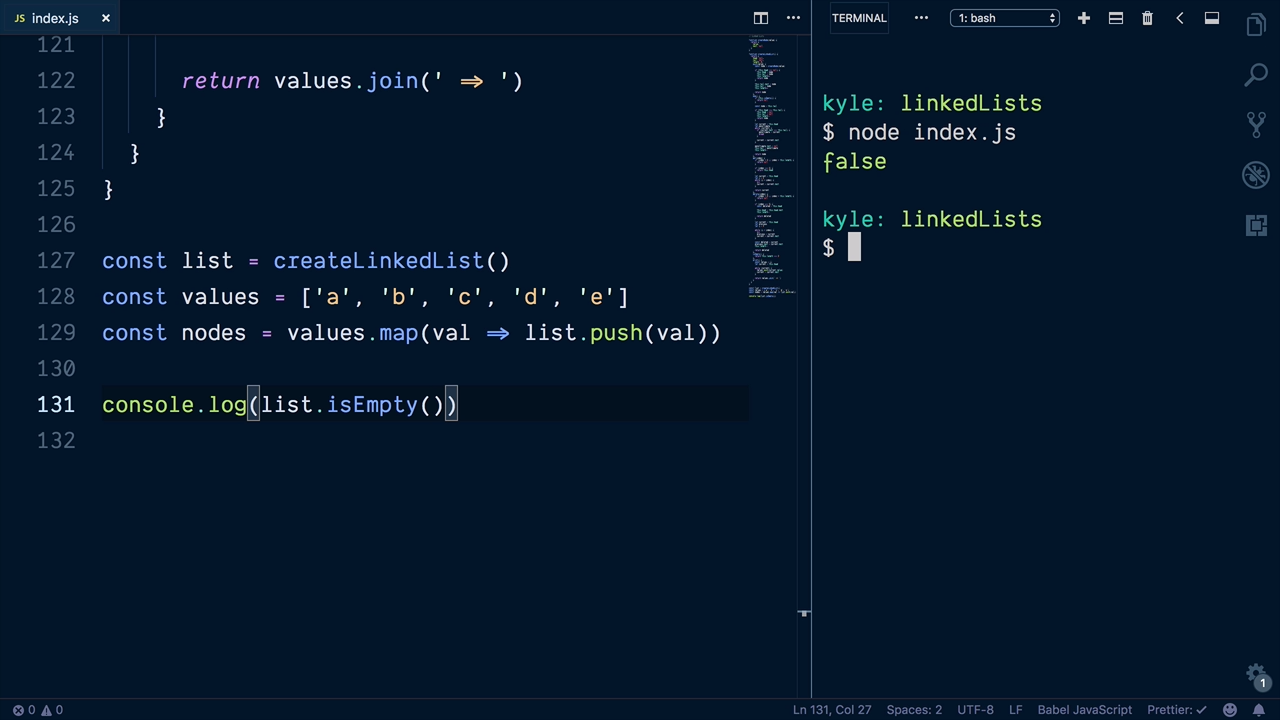 JS index.js ×
TERMINAL
1: bash
121
122 return values.join(' => ')
123 }
124 }
125 }
126
127 const list = createLinkedList()
128 const values = ['a', 'b', 'c', 'd', 'e']
129 const nodes = values.map(val => list.push(val))
130
131 console.log(list.isEmpty())
132
kyle: linkedLists
$ node index.js
false
kyle: linkedLists
$
1
0 0
Ln 131, Col 27 Spaces: 2 UTF-8 LF Babel JavaScript Prettier: ✓